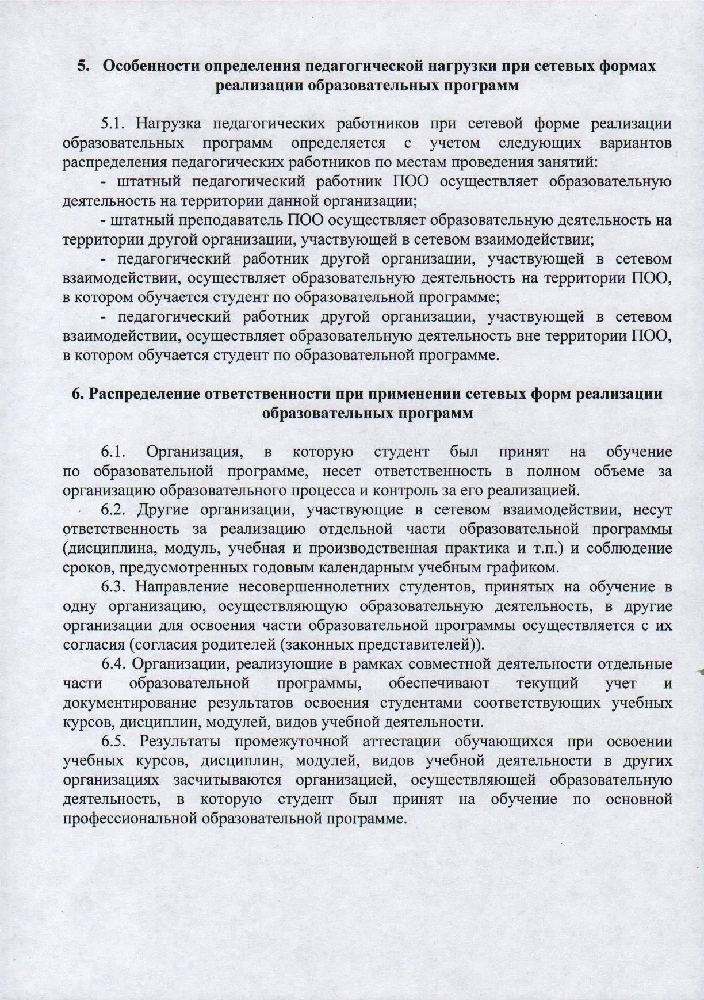 5. Особенности определения педагогической нагрузки при сетевых формах
реализации образовательных программ
5.1. Нагрузка педагогических работников при сетевой форме реализации
образовательных программ определяется с учетом следующих вариантов
распределения педагогических работников по местам проведения занятий:
- штатный педагогический работник ПОО осуществляет образовательную
деятельность на территории данной организации;
- штатный преподаватель ПОО осуществляет образовательную деятельность на
территории другой организации, участвующей в сетевом взаимодействии;
- педагогический работник другой организации, участвующей в сетевом
взаимодействии, осуществляет образовательную деятельность на территории ПОО,
в котором обучается студент по образовательной программе;
- педагогический работник другой организации, участвующей в сетевом
взаимодействии, осуществляет образовательную деятельность вне территории ПОО,
в котором обучается студент по образовательной программе.
6. Распределение ответственности при применении сетевых форм реализации
образовательных программ
6.1. Организация, в которую студент был принят на обучение
по образовательной программе, несет ответственность в полном объеме за
организацию образовательного процесса и контроль за его реализацией.
6.2. Другие организации, участвующие в сетевом взаимодействии, несут
ответственность за реализацию отдельной части образовательной программы
(дисциплина, модуль, учебная и производственная практика и т.п.) и соблюдение
сроков, предусмотренных годовым календарным учебным графиком.
6.3. Направление несовершеннолетних студентов, принятых на обучение в
одну организацию, осуществляющую образовательную деятельность, в другие
организации для освоения части образовательной программы осуществляется с их
согласия (согласия родителей (законных представителей)).
6.4. Организации, реализующие в рамках совместной деятельности отдельные
части образовательной программы, обеспечивают текущий учет и
документирование результатов освоения студентами соответствующих учебных
курсов, дисциплин, модулей, видов учебной деятельности.
6.5. Результаты промежуточной аттестации обучающихся при освоении
учебных курсов, дисциплин, модулей, видов учебной деятельности в других
организациях засчитываются организацией, осуществляющей образовательную
деятельность, в которую студент был принят на обучение по основной
профессиональной образовательной программе.